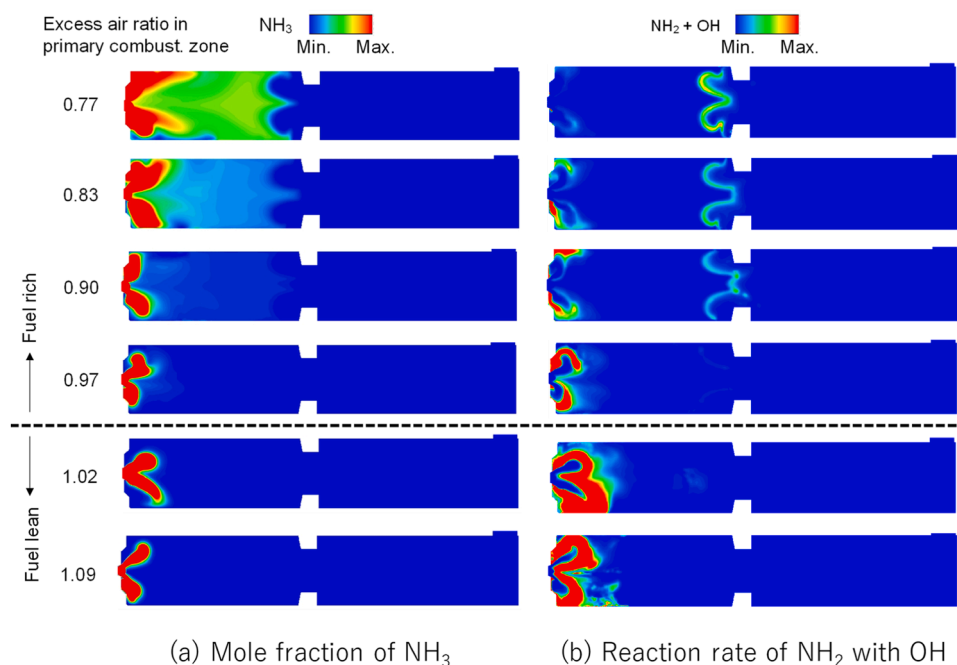 Excess air ratio in
primary combust. zone
NH₃
Min. Max.
NH₂ + OH
Min. Max.
0.77
0.83
0.90
0.97
1.02
1.09
Fuel rich
Fuel lean
(a) Mole fraction of NH₃
(b) Reaction rate of NH₂ with OH